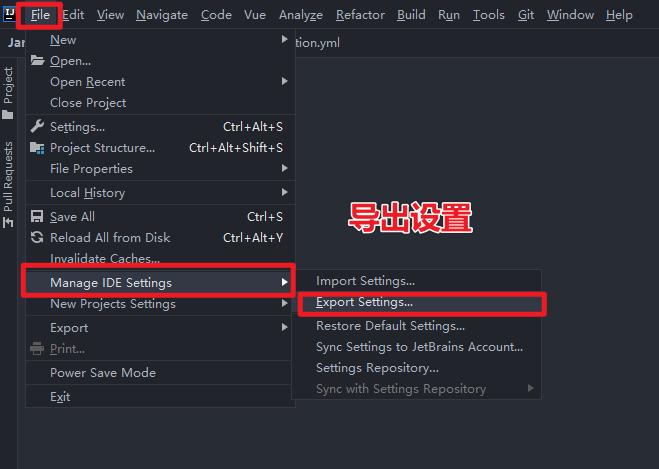 IJ File Edit View Navigate Code Vue Analyze Refactor Build Run Tools Git Window Help
Jar
tion.yml
Project
Pull Requests
New
Open...
Open Recent
Close Project
Settings... Ctrl+Alt+S
Project Structure... Ctrl+Alt+Shift+S
File Properties
Local History
Save All Ctrl+S
Reload All from Disk Ctrl+Alt+Y
Invalidate Caches...
Manage IDE Settings
New Projects Settings
Export
Print...
Power Save Mode
Exit
导出设置
Import Settings...
Export Settings...
Restore Default Settings...
Sync Settings to JetBrains Account...
Settings Repository...
Sync with Settings Repository